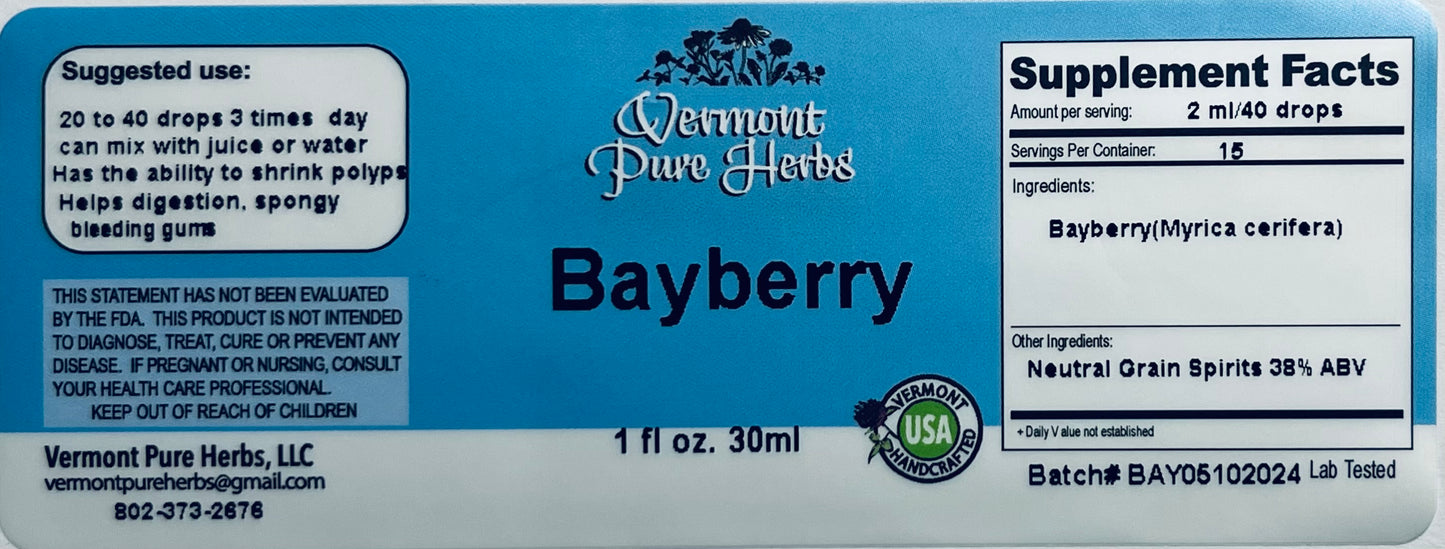 Suggested use:
20 to 40 drops 3 times day
can mix with juice or water
Has the ability to shrink polyps
Helps digestion, spongy
bleeding gums
THIS STATEMENT HAS NOT BEEN EVALUATED
BY THE FDA. THIS PRODUCT IS NOT INTENDED
TO DIAGNOSE, TREAT, CURE OR PREVENT ANY
DISEASE. IF PREGNANT OR NURSING, CONSULT
YOUR HEALTH CARE PROFESSIONAL.
KEEP OUT OF REACH OF CHILDREN
Vermont Pure Herbs, LLC
vermontpureherbs@gmail.com
802-373-2676
Vermont
Pure Herbs
Bayberry
1 fl oz. 30ml
VERMONT
USA
HANDCRAFTED
Supplement Facts
Amount per serving: 2 ml/40 drops
Servings Per Container: 15
Ingredients:
Bayberry(Myrica cerifera)
Other Ingredients:
Neutral Grain Spirits 38% ABV
+ Daily V alue not established
Batch# BAY05102024 Lab Tested